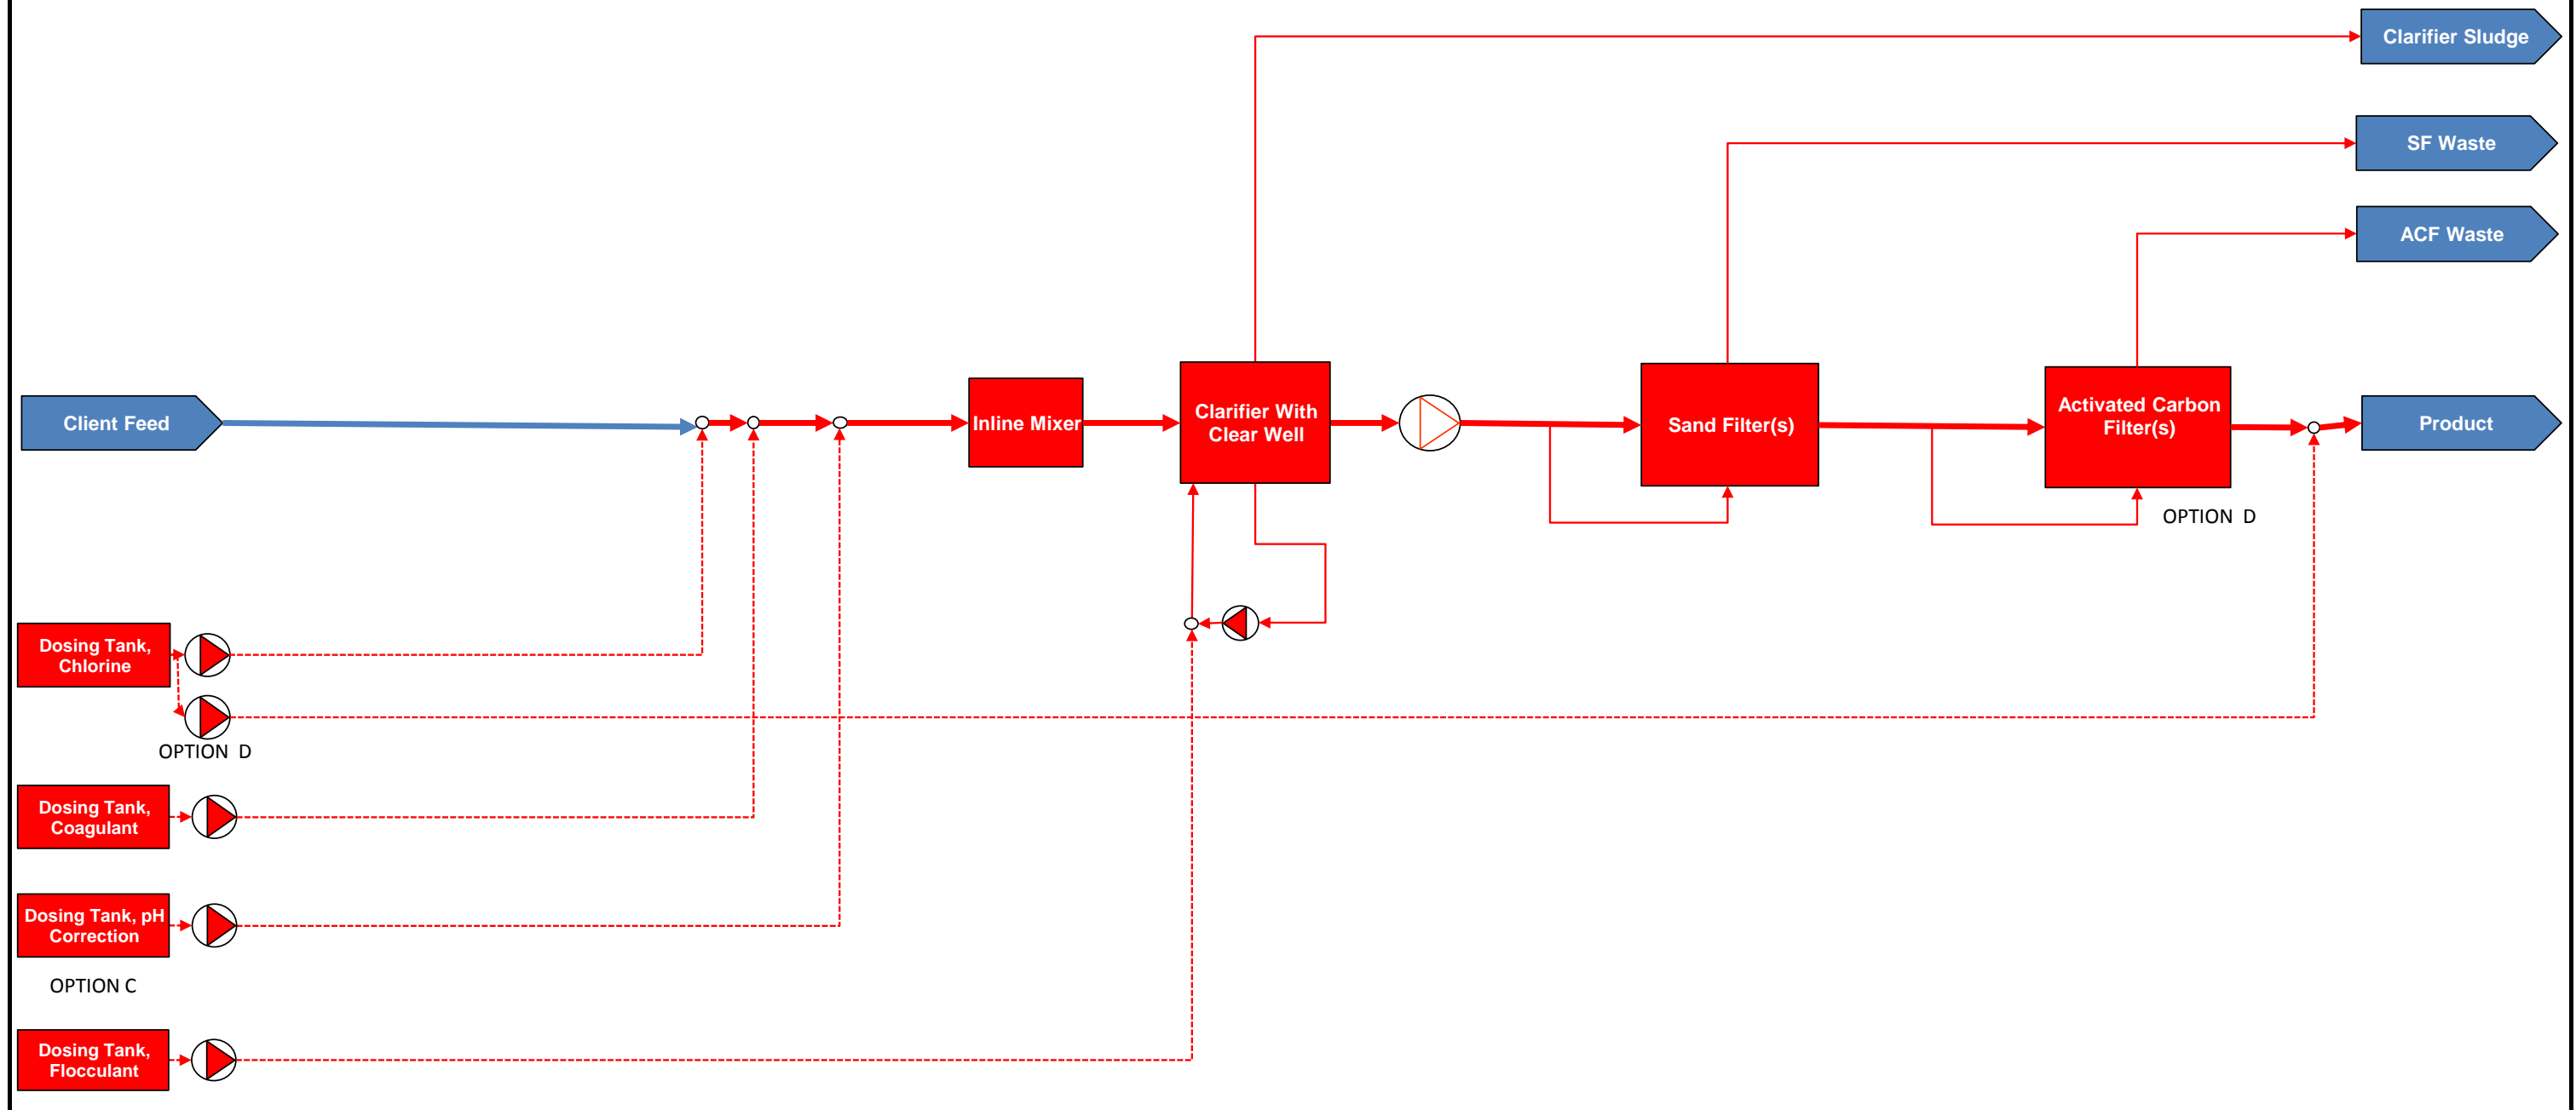 Clarifier Sludge
SF Waste
ACF Waste
Client Feed
Inline Mixer
Clarifier With
Clear Well
Sand Filter(s)
Activated Carbon
Filter(s)
Product
OPTION D
Dosing Tank,
Chlorine
OPTION D
Dosing Tank,
Coagulant
Dosing Tank, pH
Correction
OPTION C
Dosing Tank,
Flocculant